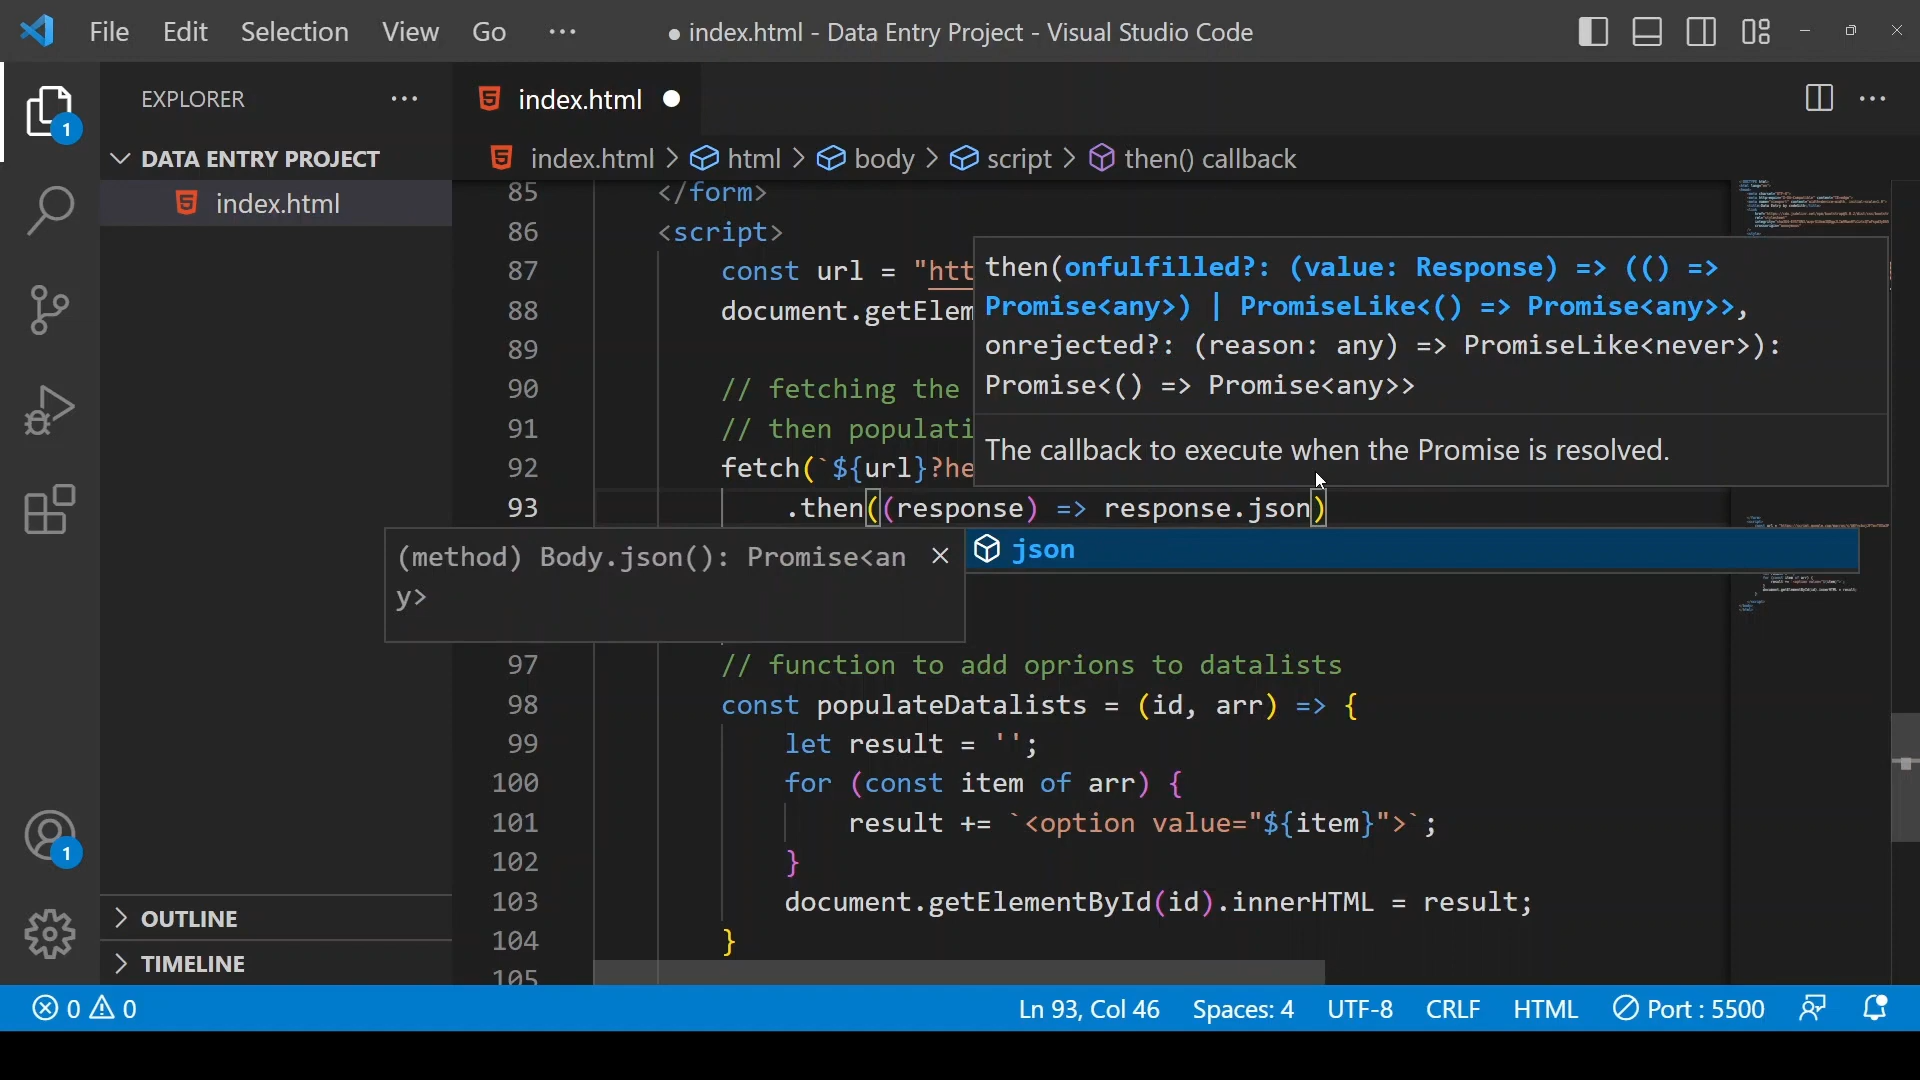 File Edit Selection View Go ··· ● index.html - Data Entry Project - Visual Studio Code
EXPLORER ···
index.html ●
···
1
DATA ENTRY PROJECT
index.html > html > body > script > then() callback
index.html
85 </form>
86 <script>
87 const url = "htt
88 document.getElem
89
90 // fetching the
91 // then populati
92 fetch(`${url}?he
93 .then((response) => response.json)
then(onfulfilled?: (value: Response) => (() =>
Promise<any>) | PromiseLike<() => Promise<any>>,
onrejected?: (reason: any) => PromiseLike<never>):
Promise<() => Promise<any>>
The callback to execute when the Promise is resolved.
(method) Body.json(): Promise<an
y>
json
97 // function to add oprions to datalists
98 const populateDatalists = (id, arr) => {
99 let result = '';
100 for (const item of arr) {
101 result += `<option value="${item}">`;
102 }
103 document.getElementById(id).innerHTML = result;
104 }
105
1
OUTLINE
TIMELINE
0 0 Ln 93, Col 46 Spaces: 4 UTF-8 CRLF HTML Port : 5500